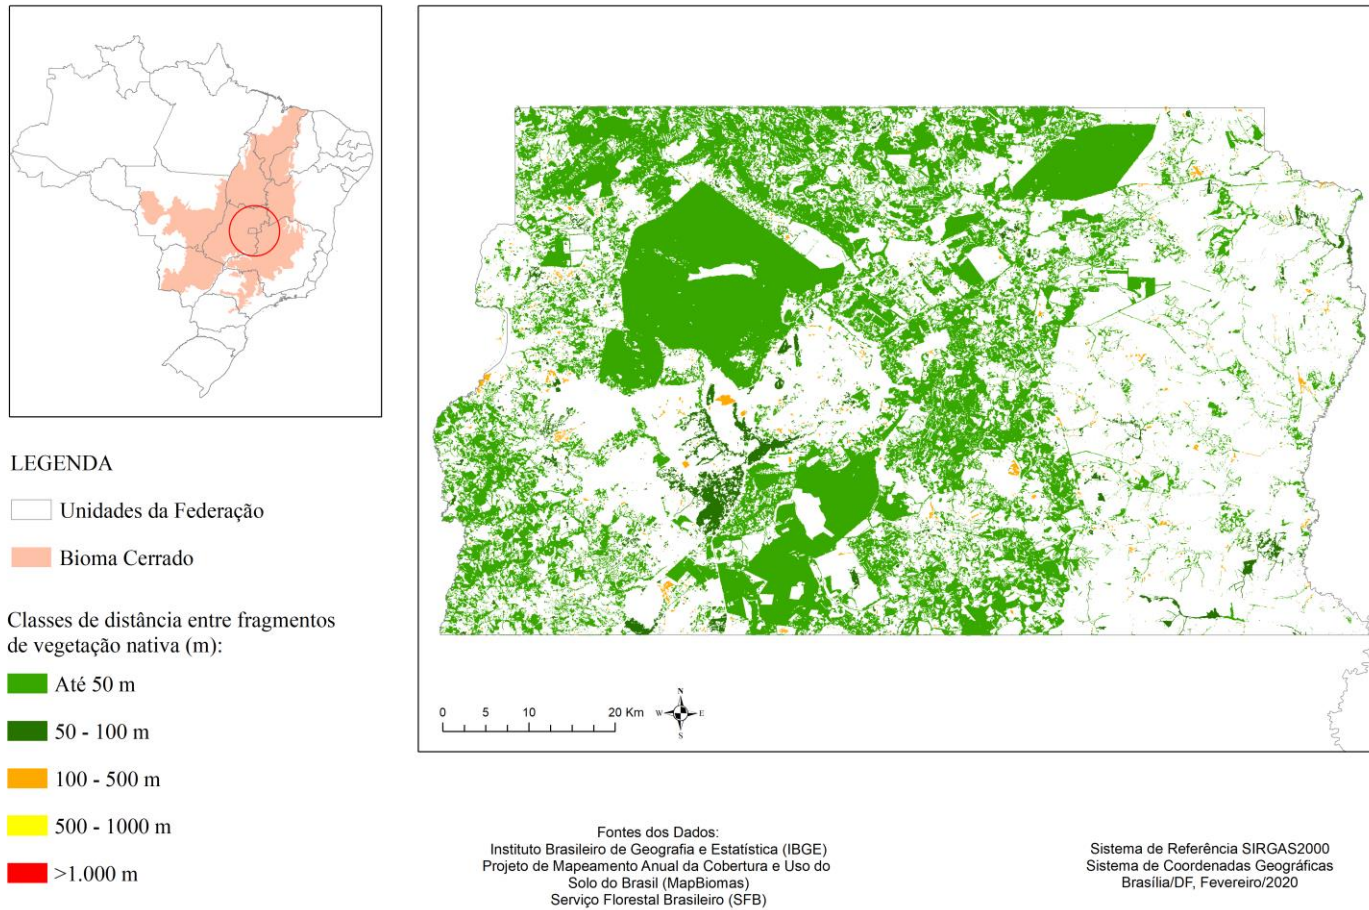 LEGENDA
Unidades da Federação
Bioma Cerrado
Classes de distância entre fragmentos
de vegetação nativa (m):
Até 50 m
50 - 100 m
100 - 500 m
500 - 1000 m
>1.000 m
0 5 10 20 Km
N
W E
S
Fontes dos Dados:
Instituto Brasileiro de Geografia e Estatística (IBGE)
Projeto de Mapeamento Anual da Cobertura e Uso do
Solo do Brasil (MapBiomas)
Serviço Florestal Brasileiro (SFB)
Sistema de Referência SIRGAS2000
Sistema de Coordenadas Geográficas
Brasília/DF, Fevereiro/2020